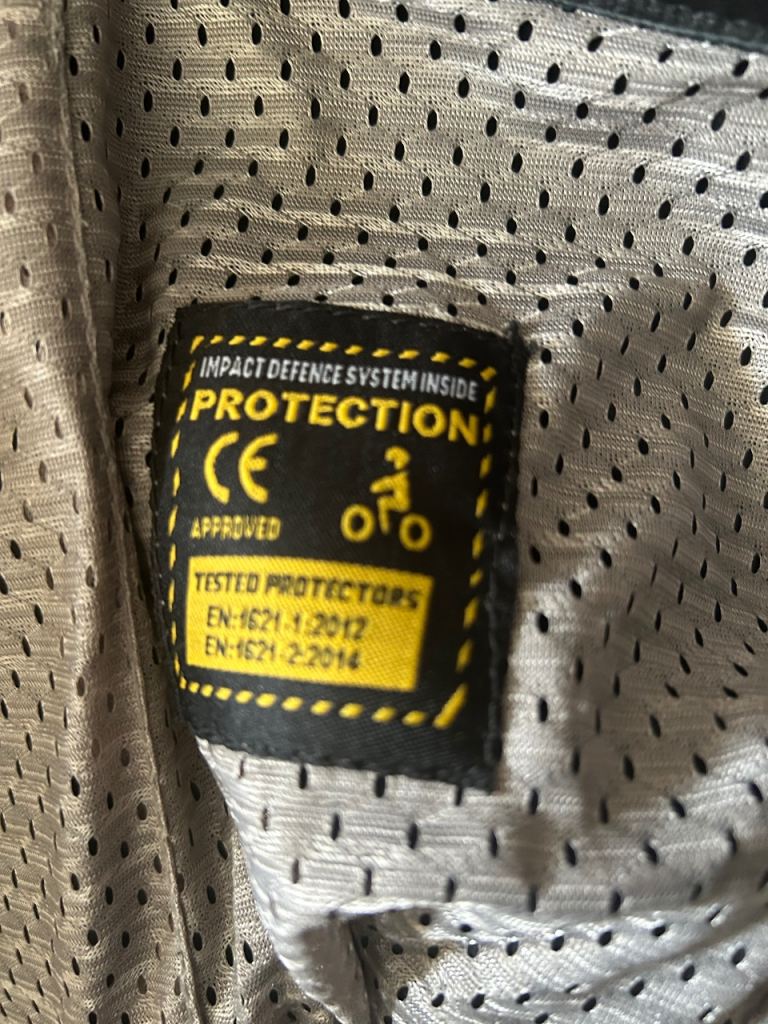 IMPACT DEFENCE SYSTEM INSIDE
PROTECTION
CE
APPROVED
TESTED PROTECTORS
EN:1621-1:2012
EN:1621-2:2014